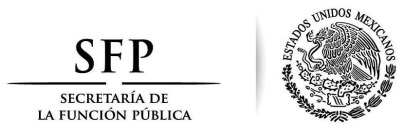 SFP
SECRETARÍA DE
LA FUNCIÓN PÚBLICA
ESTADOS UNIDOS MEXICANOS